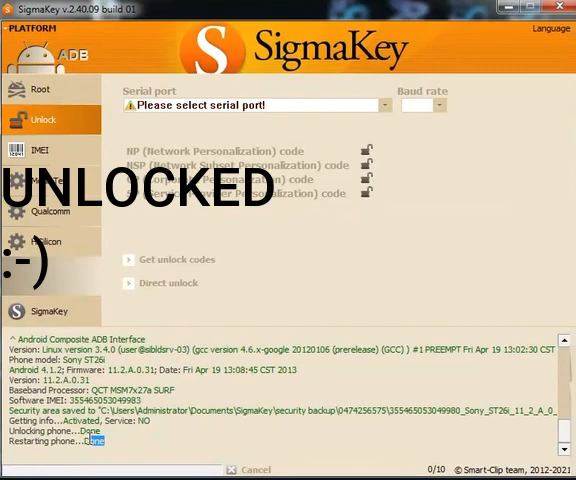 SigmaKey v.2.40.09 build 01
PLATFORM
Language
ADB
SigmaKey
Root
Unlock
IMEI
Qualcomm
SigmaKey
Serial port
Baud rate
Please select serial port!
NP (Network Personalization) code
NSP (Network Subset Personalization) code
UNLOCKED
:-)
Get unlock codes
Direct unlock
^ Android Composite ADB Interface
Version: Linux version 3.4.0 (user@sibldsrv-03) (gcc version 4.6.x-google 20120106 (prerelease) (GCC) ) #1 PREEMPT Fri Apr 19 13:02:30 CST
Phone model: Sony ST26i
Android 4.1.2; Firmware: 11.2.A.0.31; Date: Fri Apr 19 13:08:45 CST 2013
Version: 11.2.A.0.31
Baseband Processor: QCT MSM7x27a SURF
Software IMEI: 355465053049983
Security area saved to "C:\Users\Administrator\Documents\SigmaKey\security backup\0474256575\355465053049980_Sony_ST26i_11_2_A_0_
Getting info...Activated, Service: NO
Unlocking phone...Done
Restarting phone...Done
Cancel
0/10
© Smart-Clip team, 2012-2021